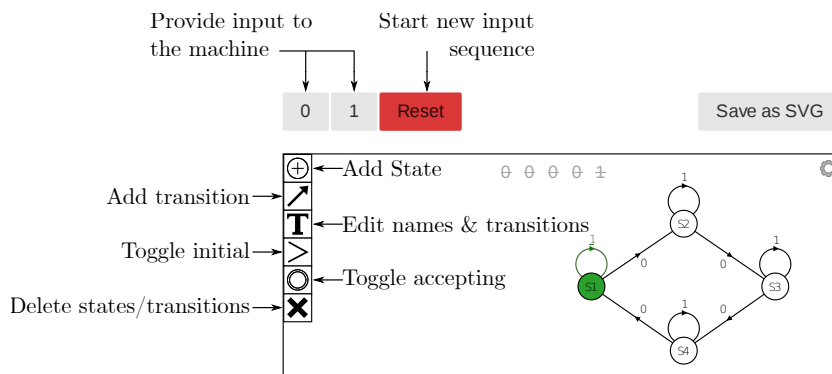 Provide input to
the machine
Start new input
sequence
0 1 Reset Save as SVG
Add State
0 0 0 0 1
Add transition
Edit names & transitions
Toggle initial
Toggle accepting
Delete states/transitions
T
1
S2
1
1
0 0
S1
S3
1
0 0
S4